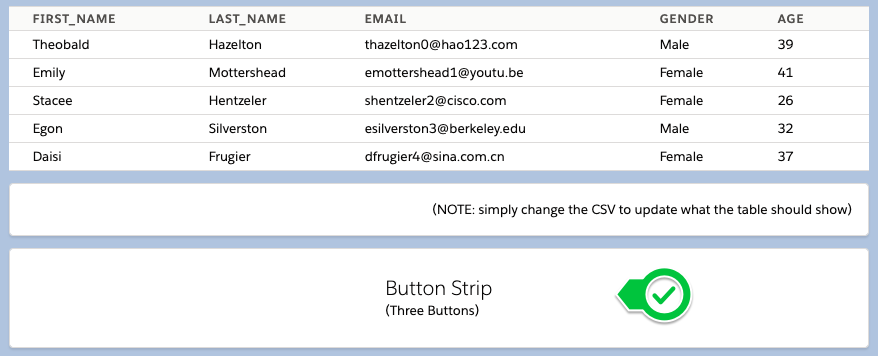 FIRST_NAME LAST_NAME EMAIL GENDER AGE
Theobald Hazelton thazelton0@hao123.com Male 39
Emily Mottershead emottershead1@youtu.be Female 41
Stacee Hentzeler shentzeler2@cisco.com Female 26
Egon Silverston esilverston3@berkeley.edu Male 32
Daisi Frugier dfrugier4@sina.com.cn Female 37
(NOTE: simply change the CSV to update what the table should show)
Button Strip
(Three Buttons)